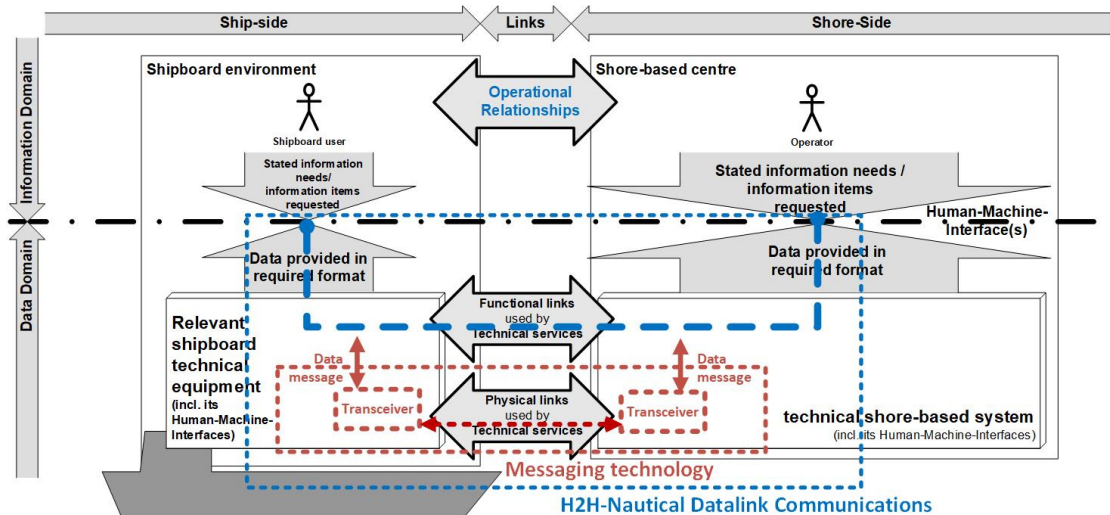 Ship-side
Links
Shore-Side
Information Domain
Data Domain
Shipboard environment
Shipboard user
Stated information
needs/
information items
requested
Operational
Relationships
Shore-based centre
Operator
Stated information needs /
information items
requested
Human-Machine-
Interface(s)
Data provided in
required format
Data provided in
required format
Relevant
shipboard
technical
equipment
(incl. its
Human-Machine-
Interfaces)
Functional links
used by
Technical services
Data
message
Transceiver
Physical links
used by
Technical services
Data
message
Transceiver
technical shore-based system
(incl.its Human-Machine-Interfaces)
Messaging technology
H2H-Nautical Datalink Communications